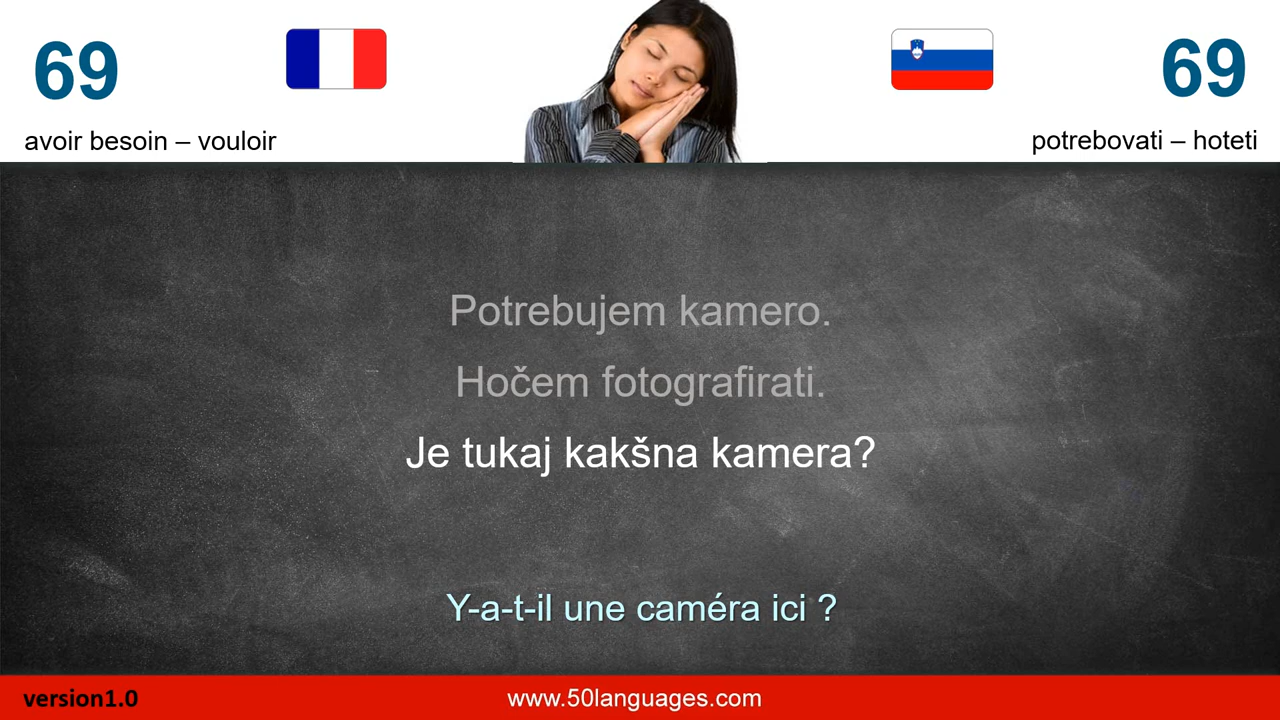 69
69
avoir besoin – vouloir
potrebovati – hoteti
Potrebujem kamero.
Hočem fotografirati.
Je tukaj kakšna kamera?
Y-a-t-il une caméra ici ?
version1.0
www.50languages.com